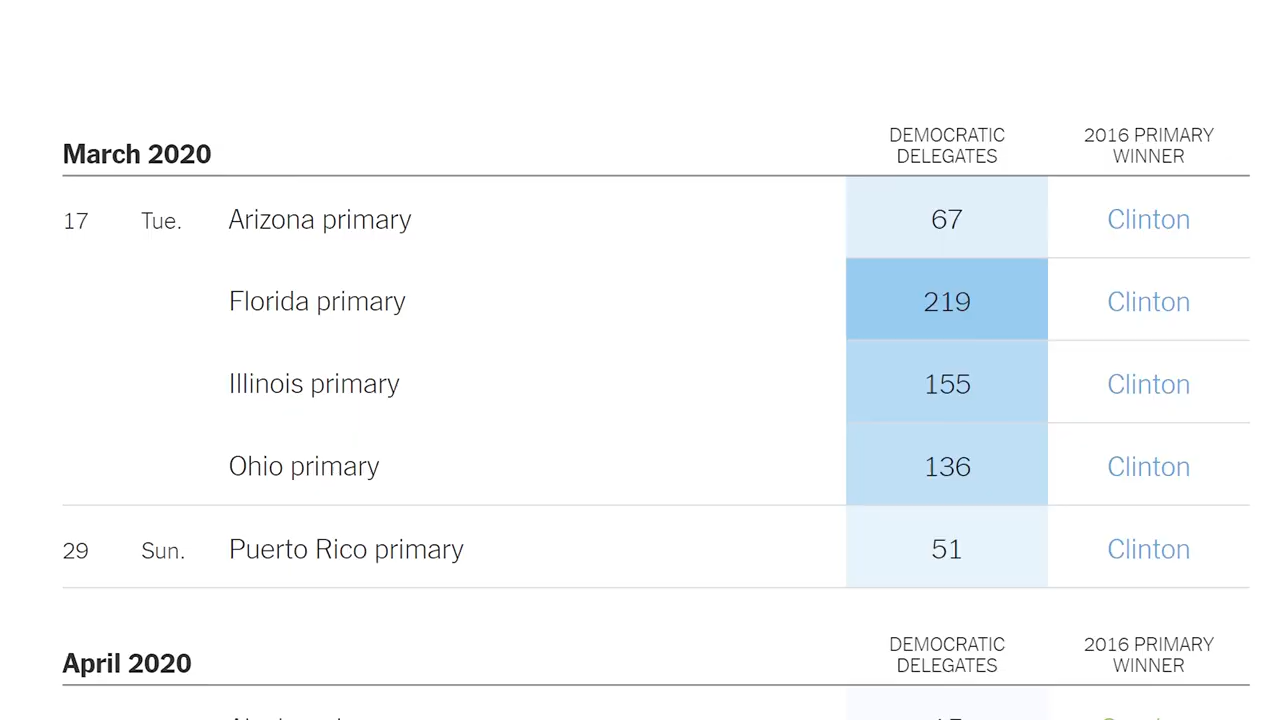 DEMOCRATIC 2016 PRIMARY
March 2020 DELEGATES WINNER
17 Tue. Arizona primary 67 Clinton
Florida primary 219 Clinton
Illinois primary 155 Clinton
Ohio primary 136 Clinton
29 Sun. Puerto Rico primary 51 Clinton
DEMOCRATIC 2016 PRIMARY
April 2020 DELEGATES WINNER